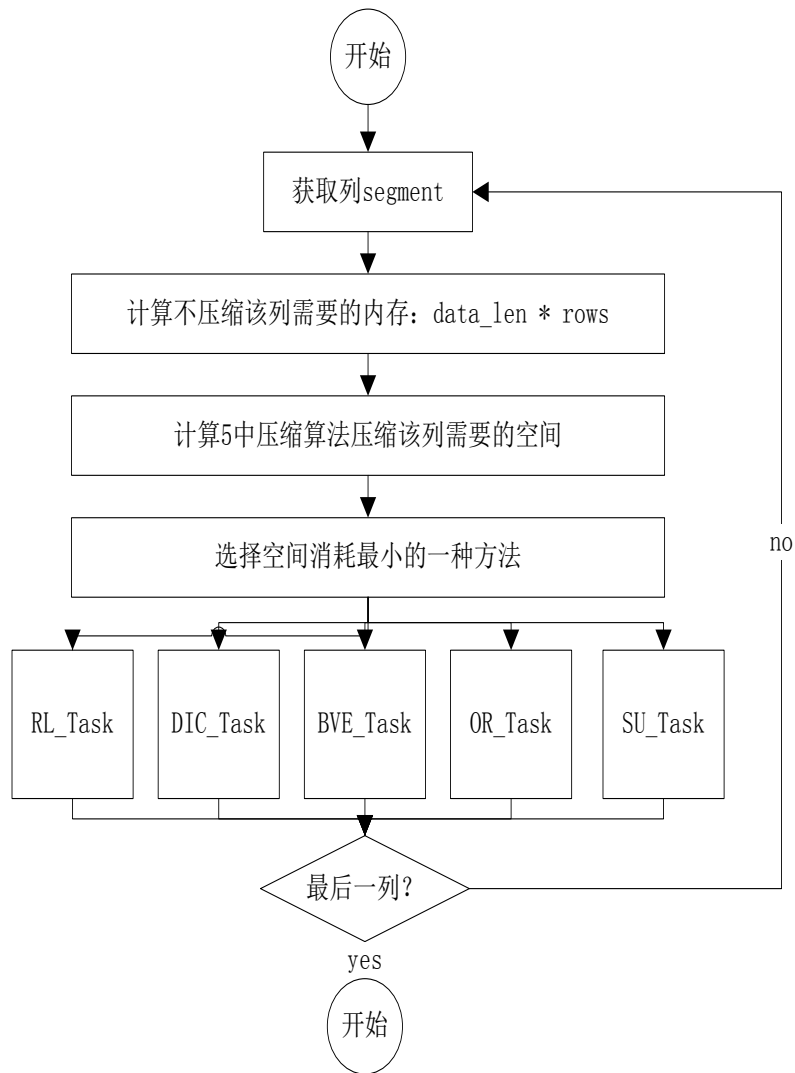 开始
获取列segment
计算不压缩该列需要的内存：data_len * rows
计算5中压缩算法压缩该列需要的空间
选择空间消耗最小的一种方法
no
RL_Task
DIC_Task
BVE_Task
OR_Task
SU_Task
最后一列？
yes
开始